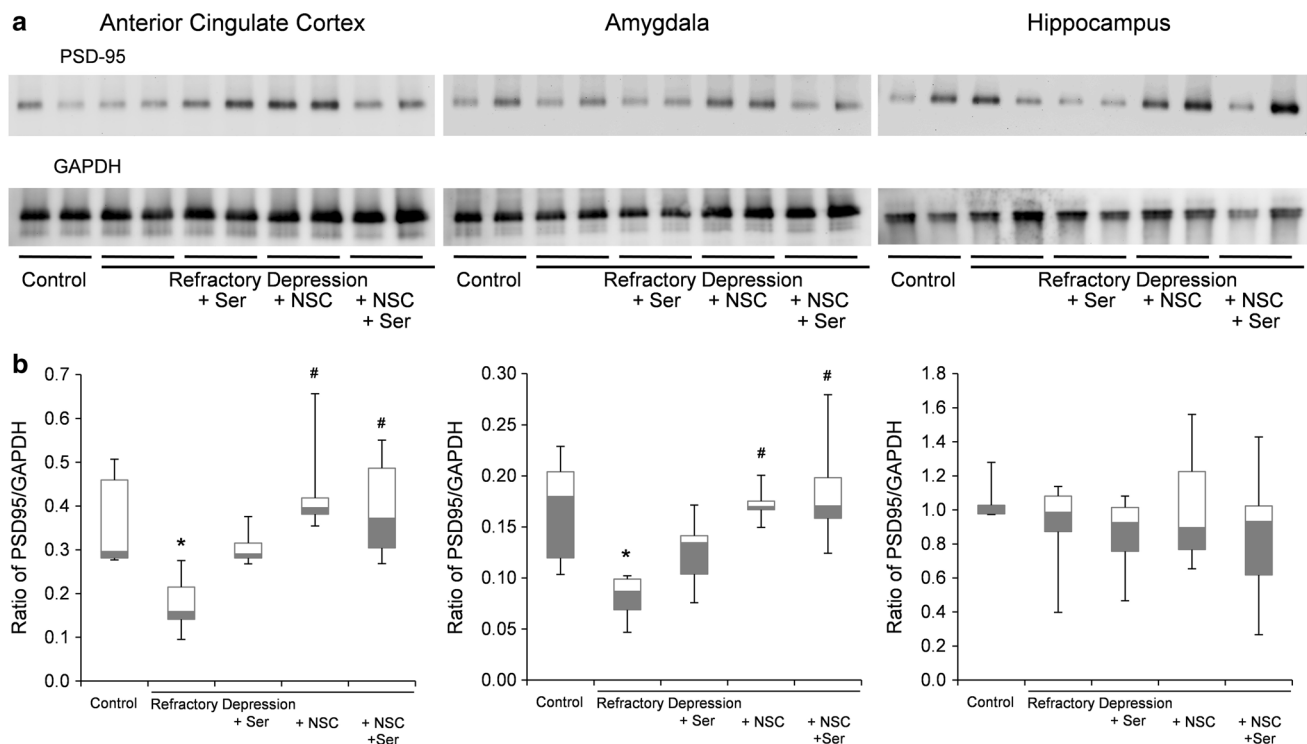 a
Anterior Cingulate Cortex Amygdala Hippocampus
PSD-95
GAPDH
Control Refractory Depression Control Refractory Depression Control Refractory Depression
+ Ser + NSC + NSC + Ser + NSC + NSC + Ser + NSC + NSC
+ Ser + Ser + Ser
b
Ratio of PSD95/GAPDH
0.7
0.6
0.5
0.4
0.3
0.2
0.1
0.0
* # #
Control Refractory Depression
+ Ser + NSC + NSC
+Ser
Ratio of PSD95/GAPDH
0.30
0.25
0.20
0.15
0.10
0.05
0.00
* # #
Control Refractory Depression
+ Ser + NSC + NSC
+Ser
Ratio of PSD95/GAPDH
1.8
1.6
1.4
1.2
1.0
0.8
0.6
0.4
0.2
0.0
Control Refractory Depression
+ Ser + NSC + NSC
+Ser